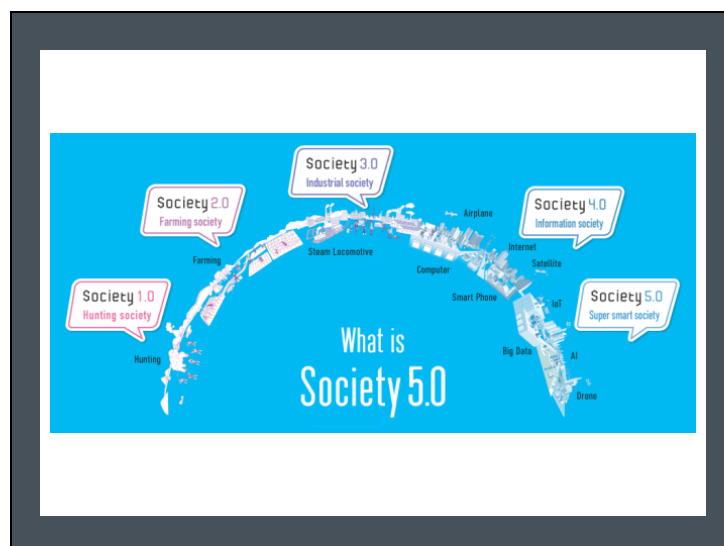 Society 1.0
Hunting society
Hunting
Society 2.0
Farming society
Farming
Society 3.0
Industrial society
Steam Locomotive
Airplane
Computer
Society 4.0
Information society
Internet
Satellite
Smart Phone
Society 5.0
Super smart society
IoT
Big Data
AI
Drone
What is
Society 5.0